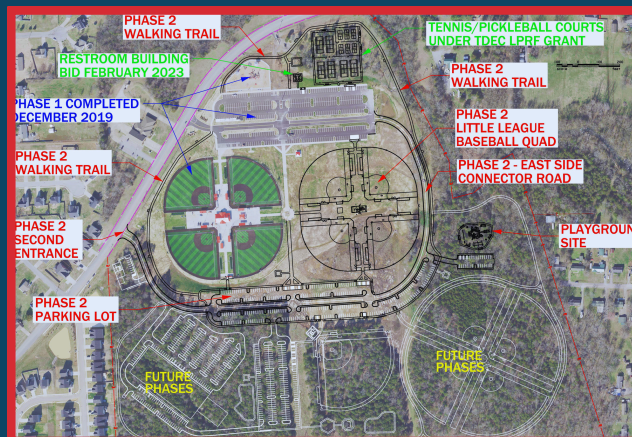 PHASE 2
WALKING TRAIL
TENNIS/PICKLEBALL COURTS
UNDER TDEC LPRF GRANT
RESTROOM BUILDING
BID FEBRUARY 2023
PHASE 2
WALKING TRAIL
PHASE 1 COMPLETED
DECEMBER 2019
PHASE 2
LITTLE LEAGUE
BASEBALL QUAD
PHASE 2
WALKING TRAIL
PHASE 2 - EAST SIDE
CONNECTOR ROAD
PHASE 2
SECOND
ENTRANCE
PLAYGROUN
SITE
PHASE 2
PARKING LOT
FUTURE
PHASES
FUTURE
PHASES